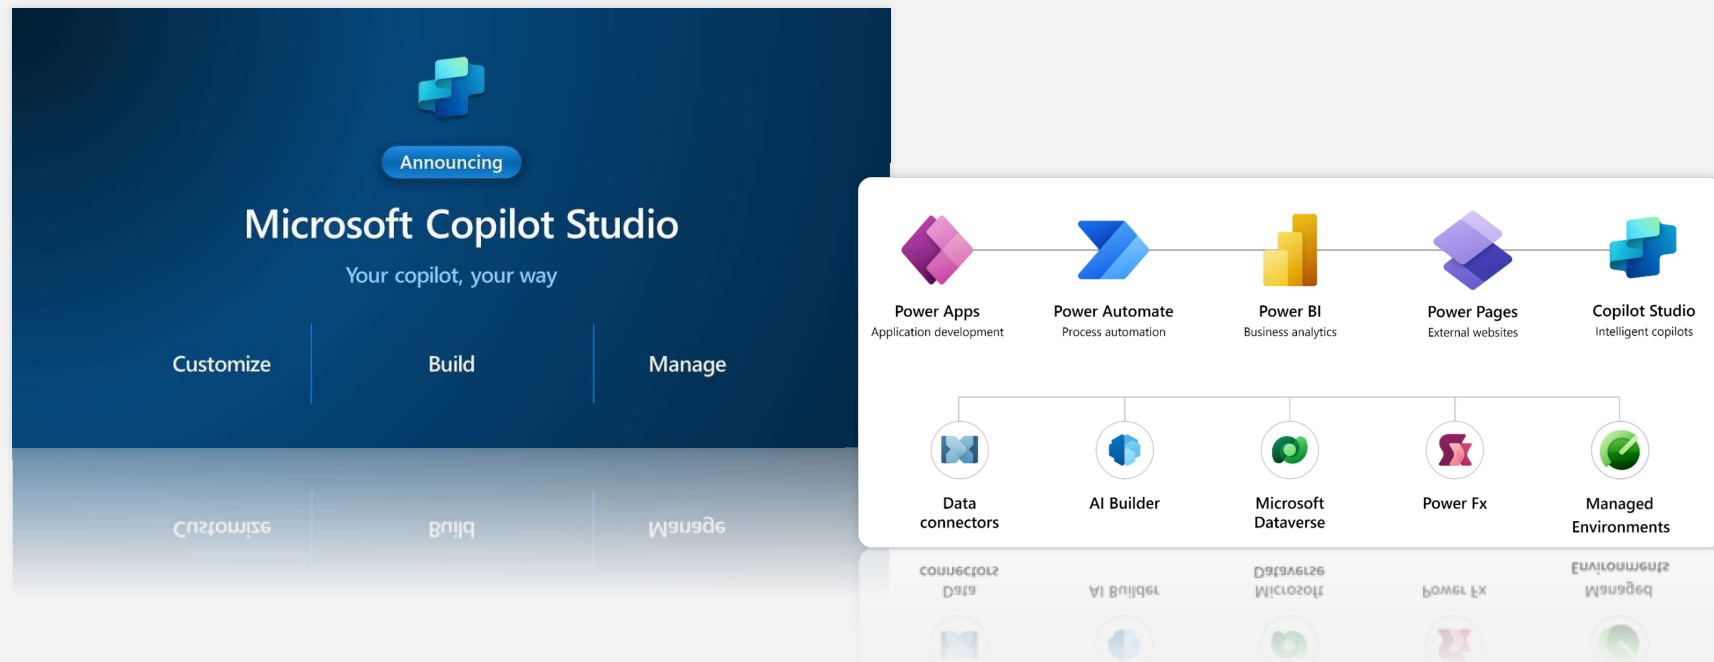 Announcing
Microsoft Copilot Studio
Your copilot, your way
Customize
Build
Manage
Power Apps
Application development
Power Automate
Process automation
Power BI
Business analytics
Power Pages
External websites
Copilot Studio
Intelligent copilots
Data
connectors
AI Builder
Microsoft
Dataverse
Power Fx
Managed
Environments